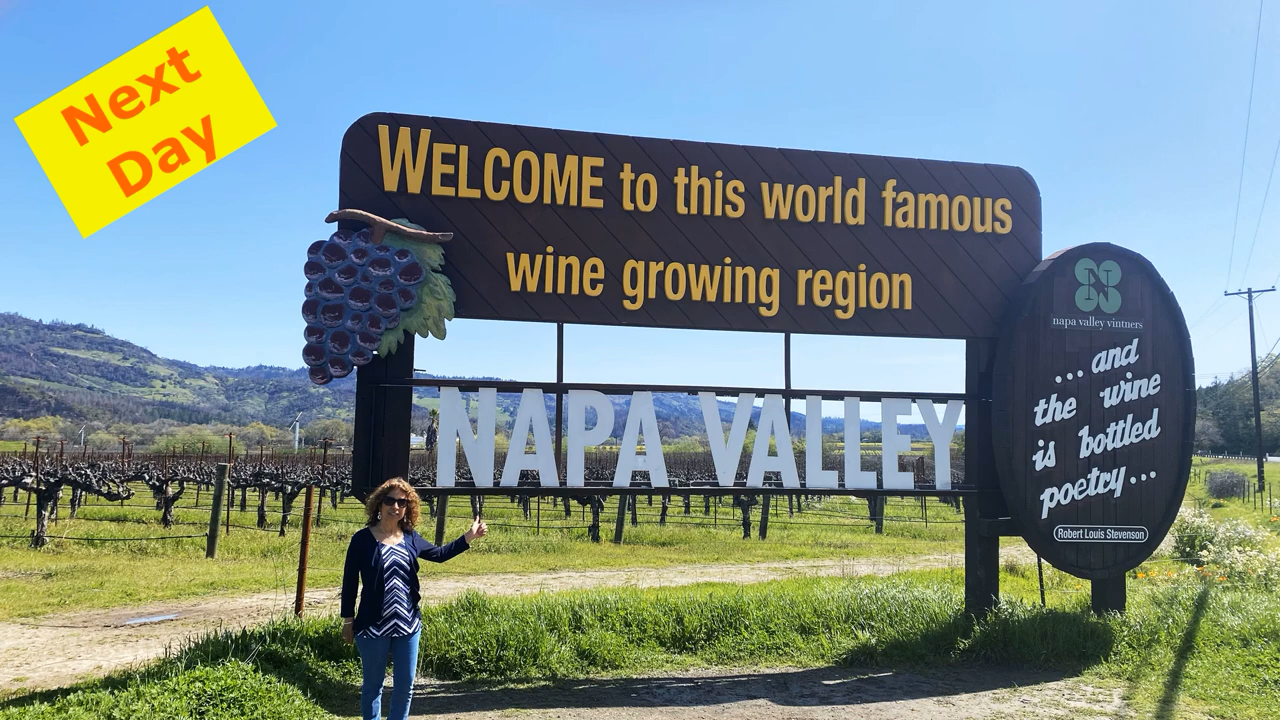 Next
Day
WELCOME to this world famous
wine growing region
NAPA VALLEY
N
napa valley vintners
...and
the wine
is bottled
poetry...
Robert Louis Stevenson